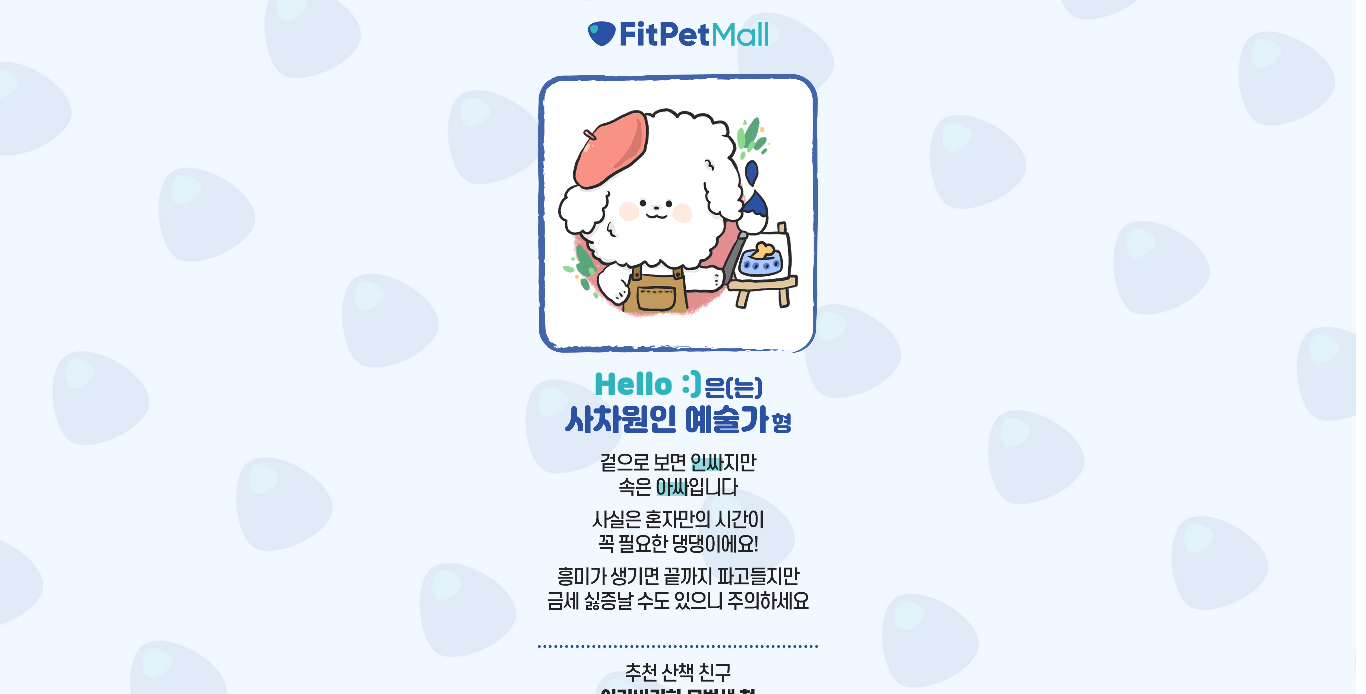 FitPetMall
Hello :)은(는)
사차원인 예술가형
겉으로 보면 인싸지만
속은 아싸입니다
사실은 혼자만의 시간이
꼭 필요한 댕댕이에요!
흥미가 생기면 끝까지 파고들지만
금세 싫증날 수도 있으니 주의하세요
추천 산책 친구